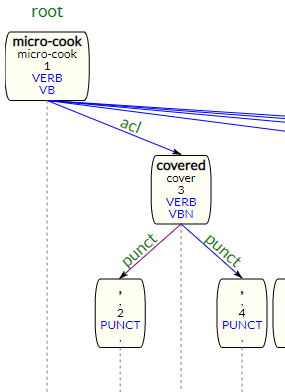 root
micro-cook
micro-cook
1
VERB
VB
acl
covered
cover
3
VERB
VBN
punct
punct
,
,
2
PUNCT
,
,
,
4
PUNCT
,